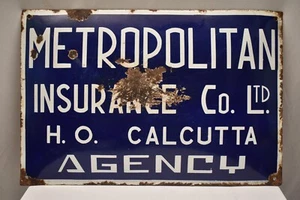 METROPOLITAN
INSURANCE Co. LTD.
H. O. CALCUTTA
AGENCY